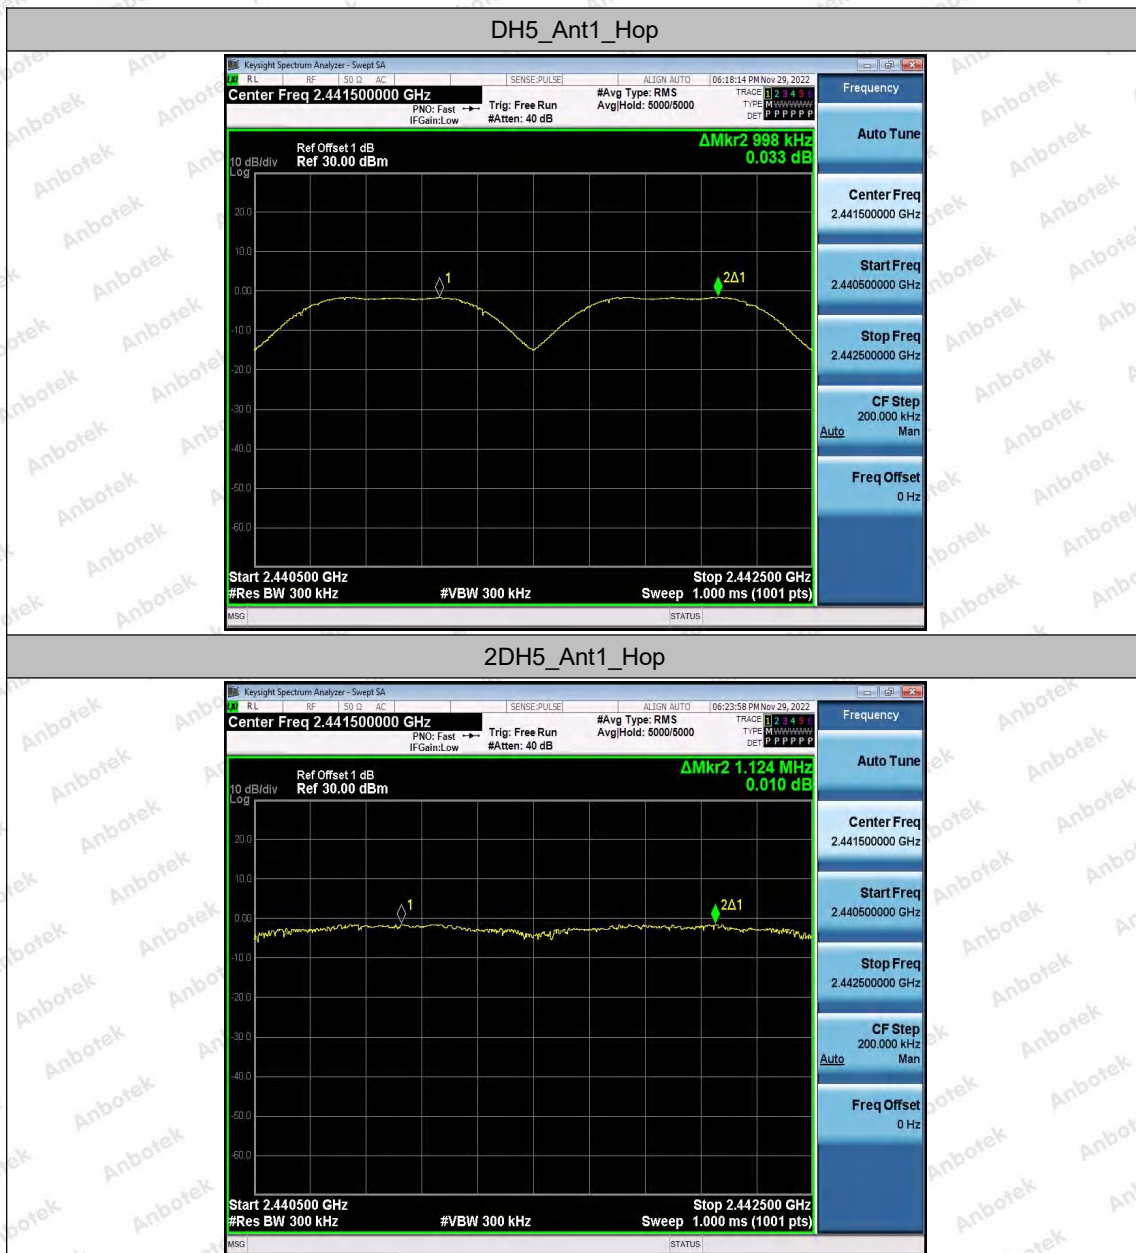 DH5_Ant1_Hop
Keysight Spectrum Analyzer - Swept SA
RL RF 50 Ω AC SENSE:PULSE ALIGN AUTO 06:18:14 PM Nov 29, 2022
Center Freq 2.441500000 GHz #Avg Type: RMS TRACE 1 2 3 4 5 6
PNO: Fast Trig: Free Run Avg|Hold: 5000/5000 TYPE MWWWWW
IFGain:Low #Atten: 40 dB DET P P P P P P
Frequency
Auto Tune
ΔMkr2 998 kHz
Ref Offset 1 dB
10 dB/div Ref 30.00 dBm 0.033 dB
Log
20.0
10.0
0.00
-10.0
-20.0
-30.0
-40.0
-50.0
-60.0
1
2Δ1
Center Freq
2.441500000 GHz
Start Freq
2.440500000 GHz
Stop Freq
2.442500000 GHz
CF Step
200.000 kHz
Auto Man
Freq Offset
0 Hz
Start 2.440500 GHz Stop 2.442500 GHz
#Res BW 300 kHz #VBW 300 kHz Sweep 1.000 ms (1001 pts)
MSG STATUS
2DH5_Ant1_Hop
Keysight Spectrum Analyzer - Swept SA
RL RF 50 Ω AC SENSE:PULSE ALIGN AUTO 06:23:58 PM Nov 29, 2022
Center Freq 2.441500000 GHz #Avg Type: RMS TRACE 1 2 3 4 5 6
PNO: Fast Trig: Free Run Avg|Hold: 5000/5000 TYPE MWWWWW
IFGain:Low #Atten: 40 dB DET P P P P P P
Frequency
Auto Tune
ΔMkr2 1.124 MHz
Ref Offset 1 dB
10 dB/div Ref 30.00 dBm 0.010 dB
Log
20.0
10.0
0.00
-10.0
-20.0
-30.0
-40.0
-50.0
-60.0
1
2Δ1
Center Freq
2.441500000 GHz
Start Freq
2.440500000 GHz
Stop Freq
2.442500000 GHz
CF Step
200.000 kHz
Auto Man
Freq Offset
0 Hz
Start 2.440500 GHz Stop 2.442500 GHz
#Res BW 300 kHz #VBW 300 kHz Sweep 1.000 ms (1001 pts)
MSG STATUS
Anbotek